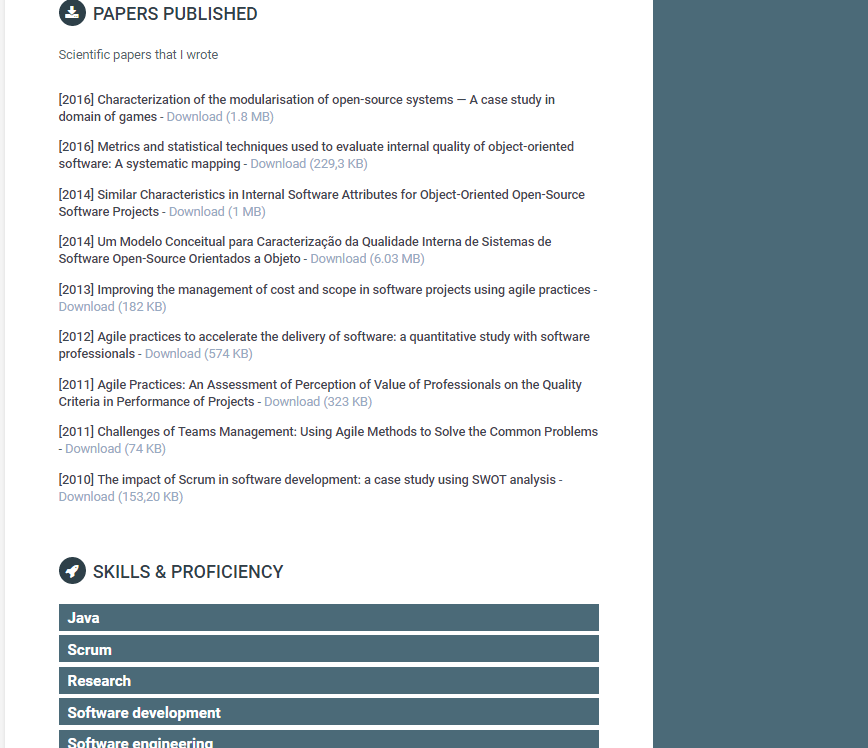 PAPERS PUBLISHED
Scientific papers that I wrote
[2016] Characterization of the modularisation of open-source systems — A case study in
domain of games - Download (1.8 MB)
[2016] Metrics and statistical techniques used to evaluate internal quality of object-oriented
software: A systematic mapping - Download (229,3 KB)
[2014] Similar Characteristics in Internal Software Attributes for Object-Oriented Open-Source
Software Projects - Download (1 MB)
[2014] Um Modelo Conceitual para Caracterização da Qualidade Interna de Sistemas de
Software Open-Source Orientados a Objeto - Download (6.03 MB)
[2013] Improving the management of cost and scope in software projects using agile practices -
Download (182 KB)
[2012] Agile practices to accelerate the delivery of software: a quantitative study with software
professionals - Download (574 KB)
[2011] Agile Practices: An Assessment of Perception of Value of Professionals on the Quality
Criteria in Performance of Projects - Download (323 KB)
[2011] Challenges of Teams Management: Using Agile Methods to Solve the Common Problems
- Download (74 KB)
[2010] The impact of Scrum in software development: a case study using SWOT analysis -
Download (153,20 KB)
SKILLS & PROFICIENCY
Java
Scrum
Research
Software development
Software engineering